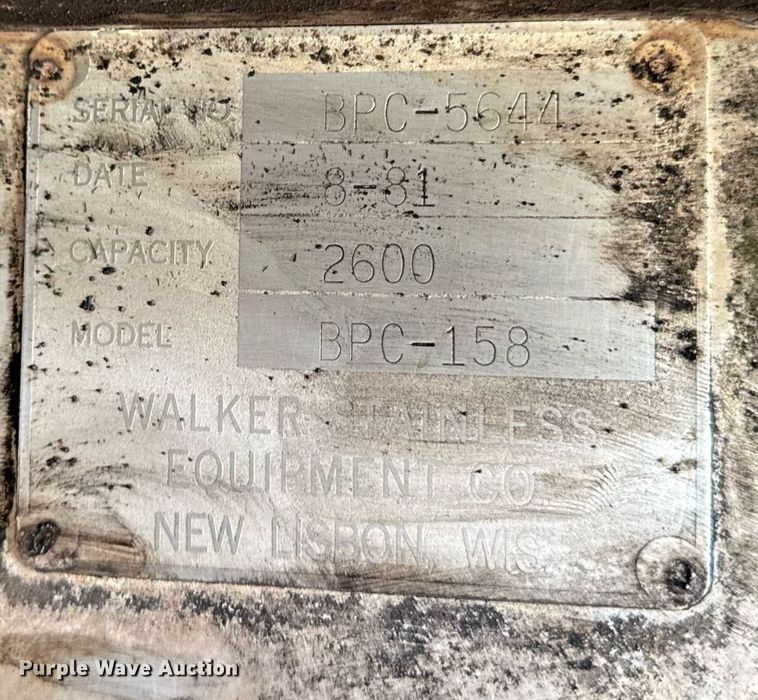 SERIAL NO BPC-5644
DATE 8-81
CAPACITY 2600
MODEL BPC-158
WALKER STAINLESS
EQUIPMENT CO
NEW LISBON, WIS.
Purple Wave Auction